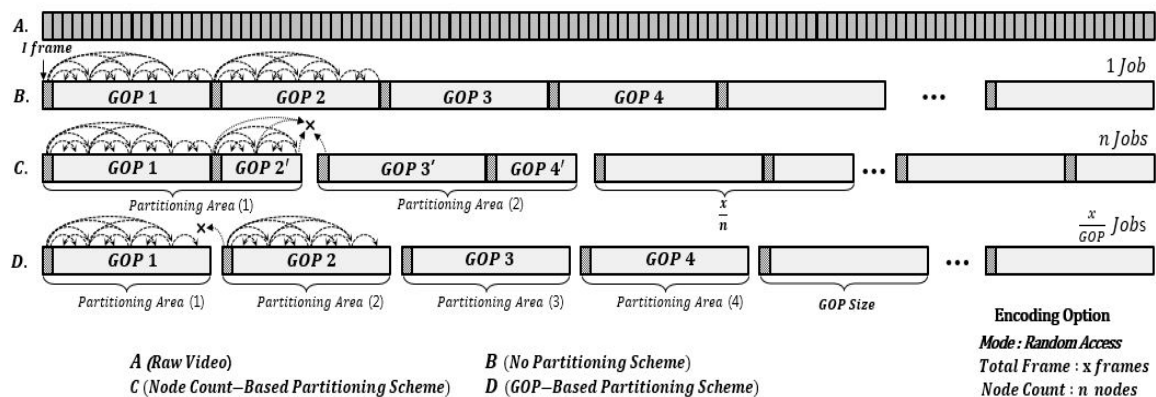 A.
I frame
1 Job
B. GOP 1 GOP 2 GOP 3 GOP 4 •••
×
n Jobs
C. GOP 1 GOP 2′ GOP 3′ GOP 4′ •••
Partitioning Area (1) Partitioning Area (2) x/n
× x/GOP Jobs
D. GOP 1 GOP 2 GOP 3 GOP 4 •••
Partitioning Area (1) Partitioning Area (2) Partitioning Area (3) Partitioning Area (4) GOP Size
Encoding Option
Mode : Random Access
Total Frame : x frames
Node Count : n nodes
A (Raw Video) B (No Partitioning Scheme)
C (Node Count−Based Partitioning Scheme) D (GOP−Based Partitioning Scheme)